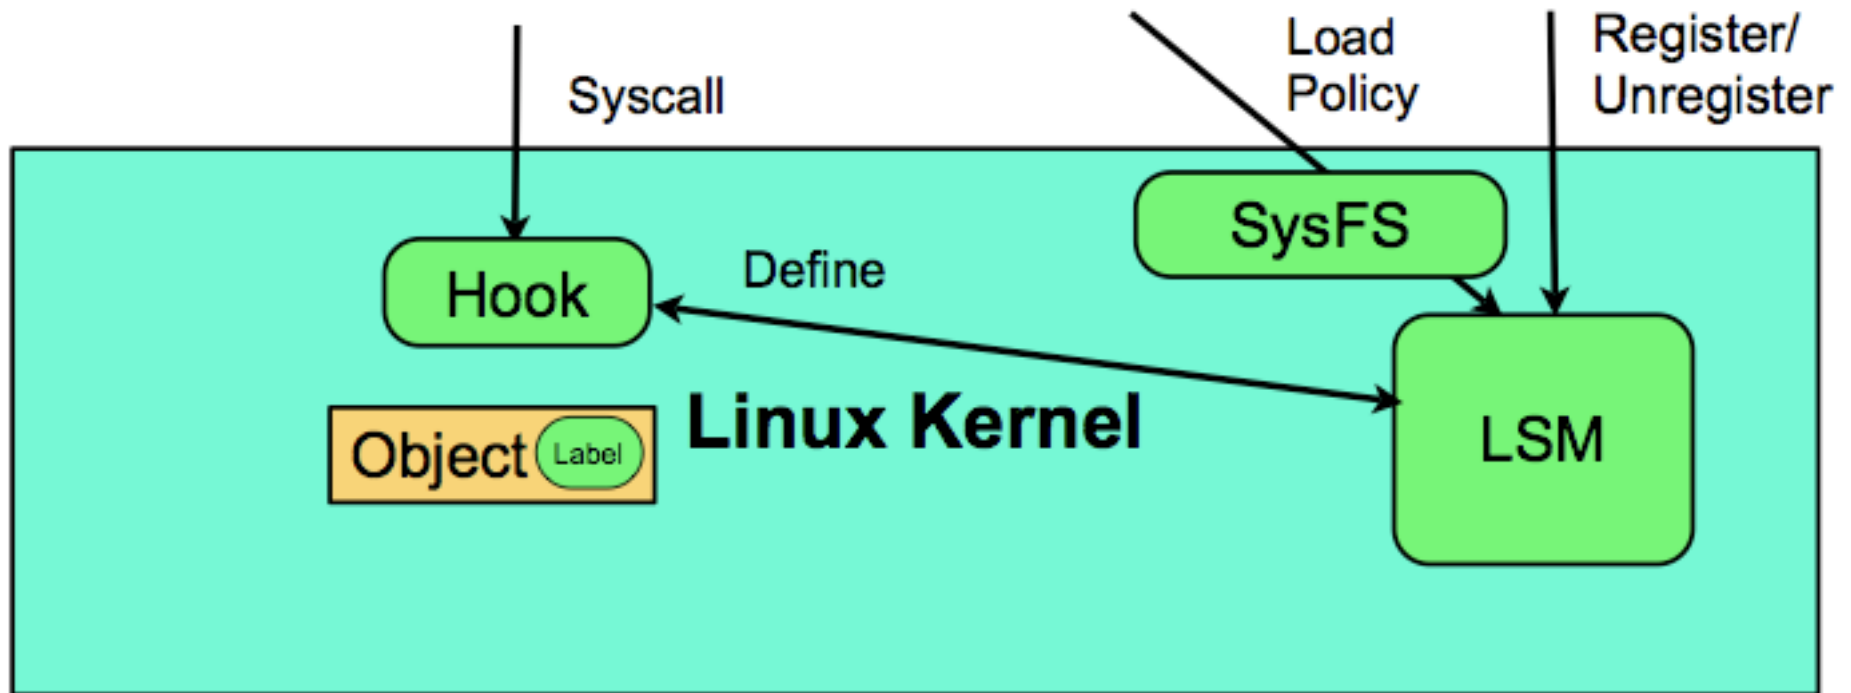 Syscall
Load
Policy
Register/
Unregister
SysFS
Hook
Define
Linux Kernel
Object
Label
LSM